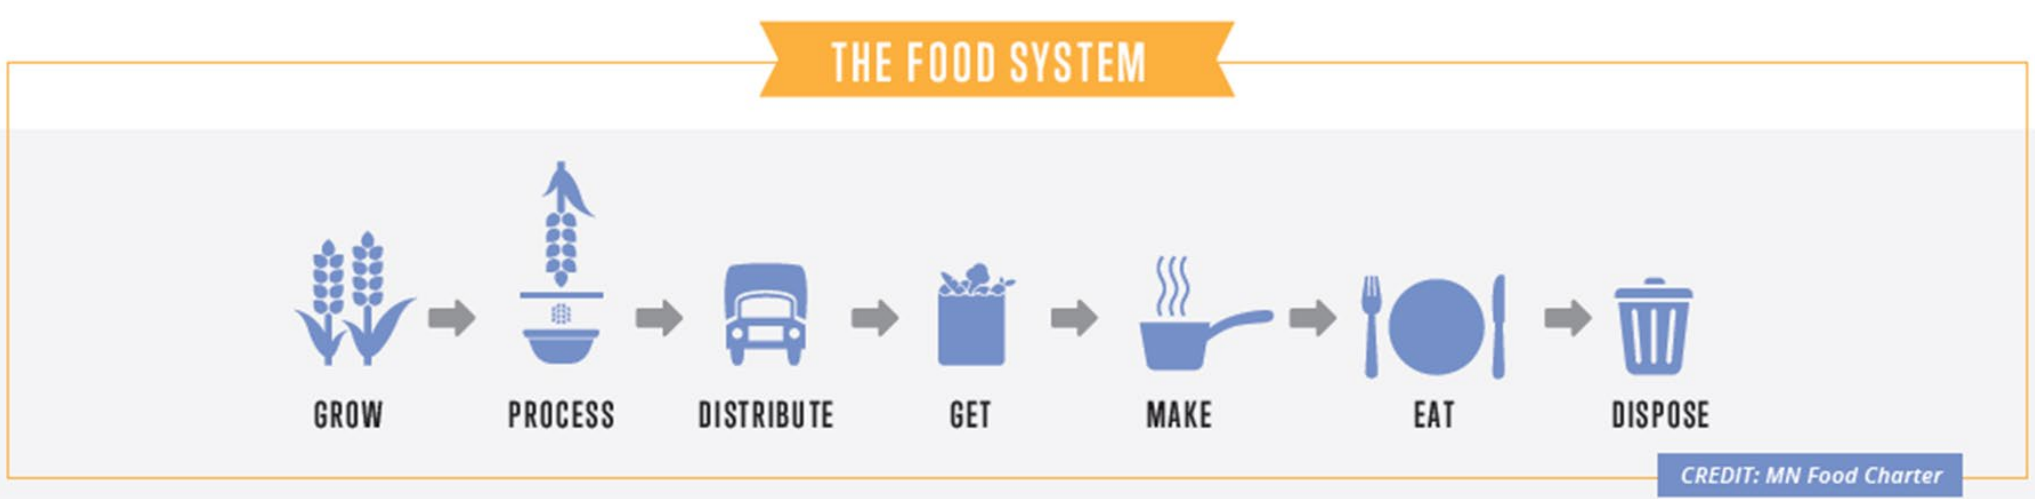 THE FOOD SYSTEM
GROW
PROCESS
DISTRIBUTE
GET
MAKE
EAT
DISPOSE
CREDIT: MN Food Charter